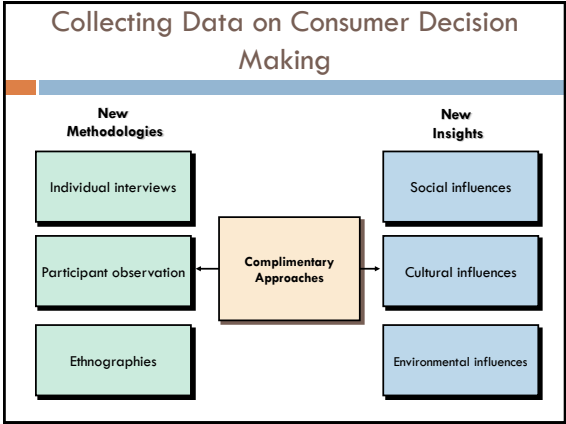 Collecting Data on Consumer Decision
Making
New
Methodologies
Individual interviews
Participant observation
Ethnographies
Complimentary
Approaches
New
Insights
Social influences
Cultural influences
Environmental influences